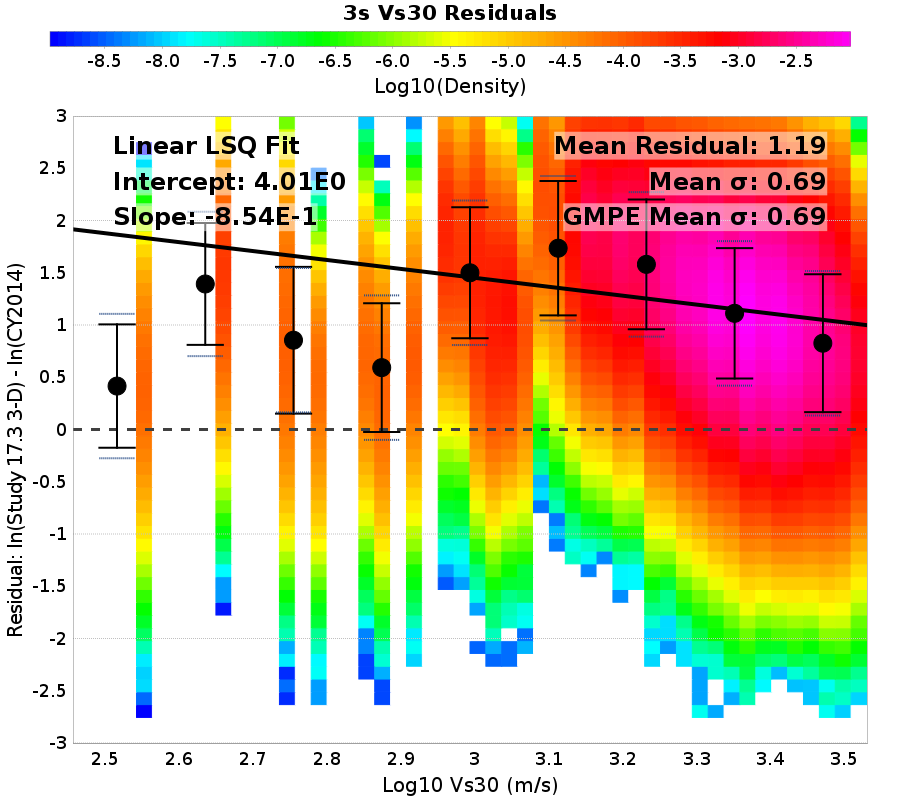 3s Vs30 Residuals
-8.5 -8.0 -7.5 -7.0 -6.5 -6.0 -5.5 -5.0 -4.5 -4.0 -3.5 -3.0 -2.5
Log10(Density)
Linear LSQ Fit
Intercept: 4.01E0
Slope: -8.54E-1
Mean Residual: 1.19
Mean σ: 0.69
GMPE Mean σ: 0.69
Residual: ln(Study 17.3 3-D) - ln(CY2014)
3
2.5
2
1.5
1
0.5
0
-0.5
-1
-1.5
-2
-2.5
-3
2.5 2.6 2.7 2.8 2.9 3 3.1 3.2 3.3 3.4 3.5
Log10 Vs30 (m/s)